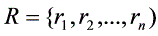 R = {r₁, r₂, ..., rₙ)